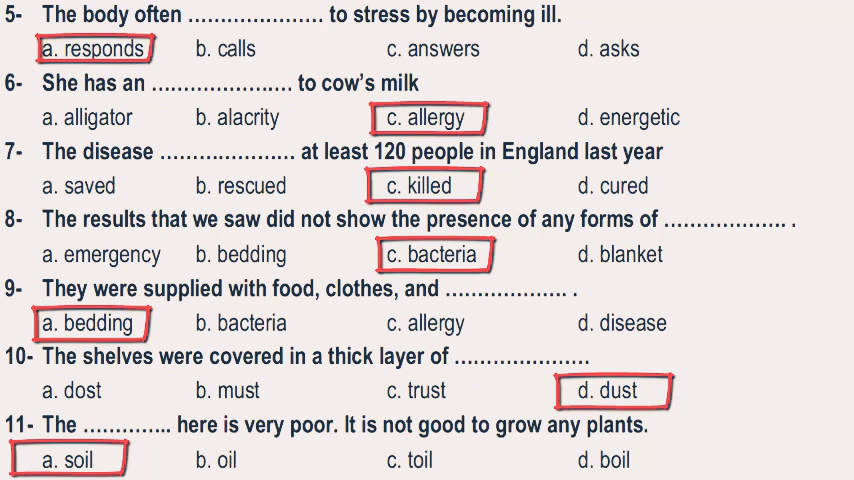 5- The body often ........................ to stress by becoming ill.
a. responds b. calls c. answers d. asks
6- She has an ......................... to cow's milk
a. alligator b. alacrity c. allergy d. energetic
7- The disease ........................ at least 120 people in England last year
a. saved b. rescued c. killed d. cured
8- The results that we saw did not show the presence of any forms of ..................... .
a. emergency b. bedding c. bacteria d. blanket
9- They were supplied with food, clothes, and ..................... .
a. bedding b. bacteria c. allergy d. disease
10- The shelves were covered in a thick layer of ........................
a. dost b. must c. trust d. dust
11- The ............... here is very poor. It is not good to grow any plants.
a. soil b. oil c. toil d. boil